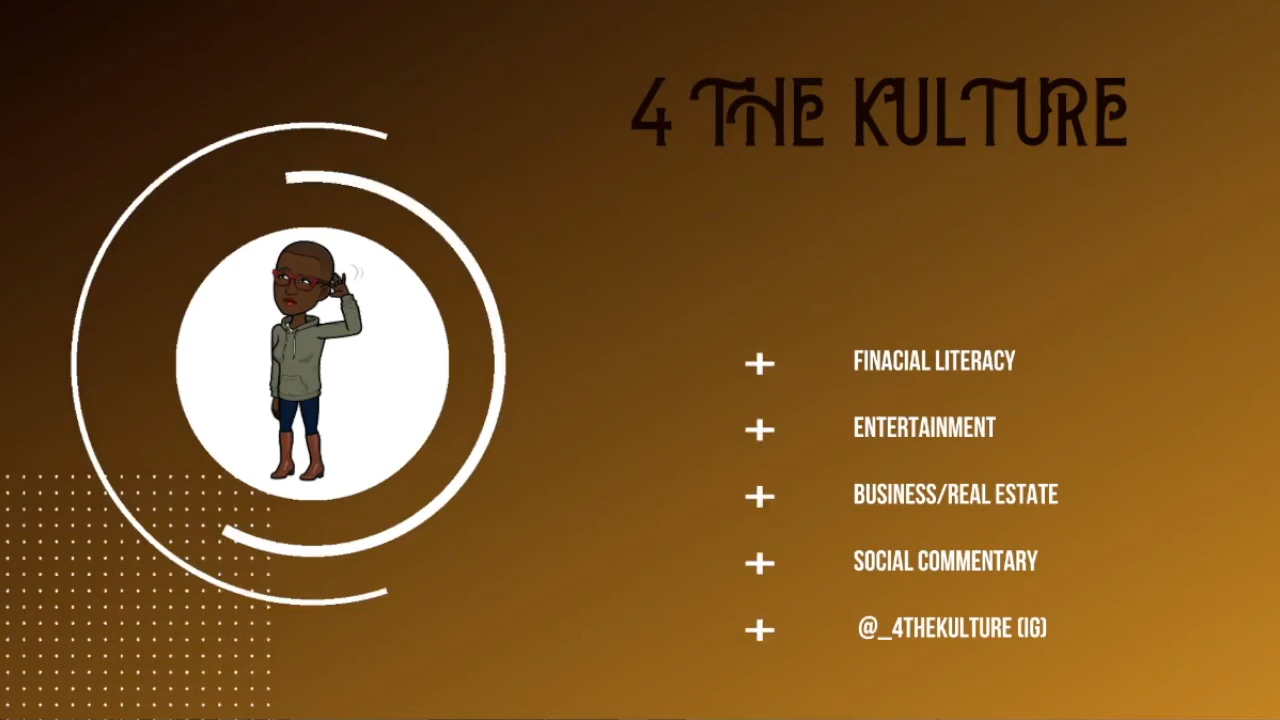 4 THE KULTURE
FINACIAL LITERACY
ENTERTAINMENT
BUSINESS/REAL ESTATE
SOCIAL COMMENTARY
@_4THEKULTURE (IG)